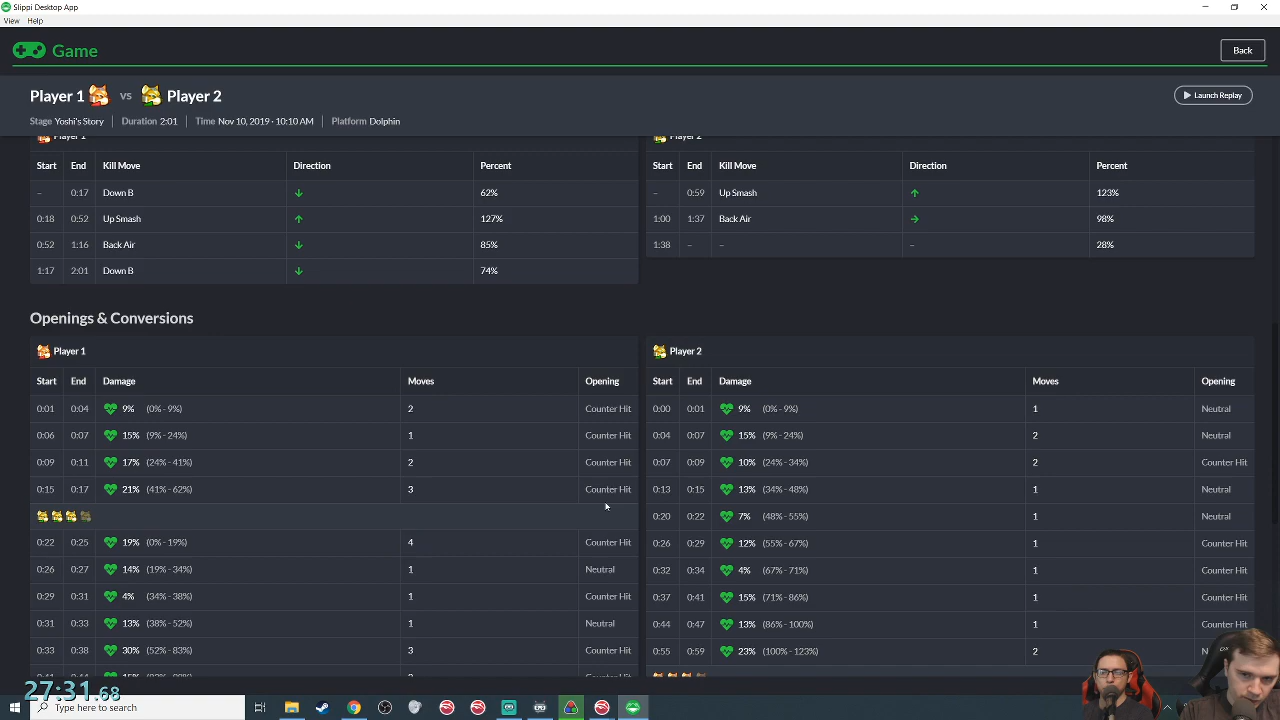 Slippi Desktop App
View Help
Game
Back
Player 1 vs Player 2
Launch Replay
Stage Yoshi's Story Duration 2:01 Time Nov 10, 2019 · 10:10 AM Platform Dolphin
Player 1
Start End Kill Move Direction Percent
– 0:17 Down B 62%
0:18 0:52 Up Smash 127%
0:52 1:16 Back Air 85%
1:17 2:01 Down B 74%
Player 2
Start End Kill Move Direction Percent
– 0:59 Up Smash 123%
1:00 1:37 Back Air 98%
1:38 – – – 28%
Openings & Conversions
Player 1
Start End Damage Moves Opening
0:01 0:04 9% (0% - 9%) 2 Counter Hit
0:06 0:07 15% (9% - 24%) 1 Counter Hit
0:09 0:11 17% (24% - 41%) 2 Counter Hit
0:15 0:17 21% (41% - 62%) 3 Counter Hit
0:22 0:25 19% (0% - 19%) 4 Counter Hit
0:26 0:27 14% (19% - 34%) 1 Neutral
0:29 0:31 4% (34% - 38%) 1 Counter Hit
0:31 0:33 13% (38% - 52%) 1 Neutral
0:33 0:38 30% (52% - 83%) 3 Counter Hit
Player 2
Start End Damage Moves Opening
0:00 0:01 9% (0% - 9%) 1 Neutral
0:04 0:07 15% (9% - 24%) 2 Neutral
0:07 0:09 10% (24% - 34%) 2 Counter Hit
0:13 0:15 13% (34% - 48%) 1 Neutral
0:20 0:22 7% (48% - 55%) 1 Neutral
0:26 0:29 12% (55% - 67%) 1 Counter Hit
0:32 0:34 4% (67% - 71%) 1 Counter Hit
0:37 0:41 15% (71% - 86%) 1 Counter Hit
0:44 0:47 13% (86% - 100%) 1 Counter Hit
0:55 0:59 23% (100% - 123%) 2
27:31.68
Type here to search